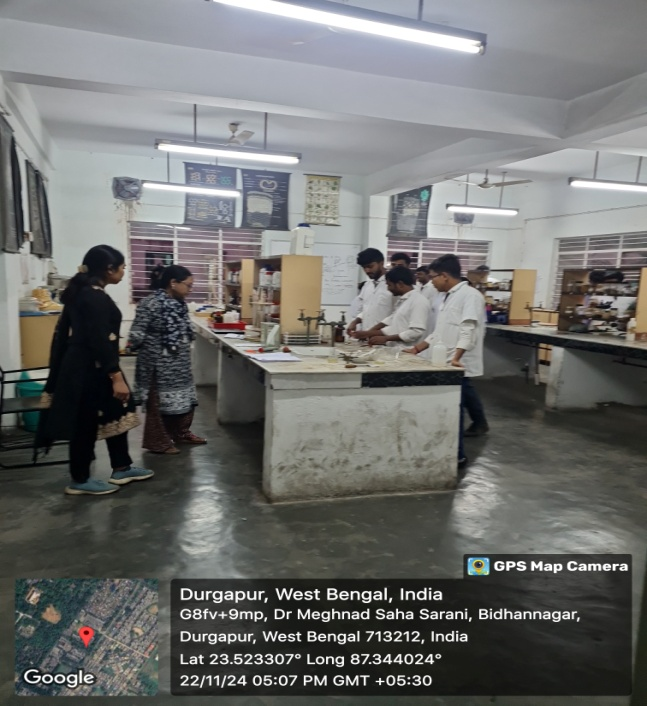 GPS Map Camera
Durgapur, West Bengal, India
G8fv+9mp, Dr Meghnad Saha Sarani, Bidhannagar,
Durgapur, West Bengal 713212, India
Lat 23.523307° Long 87.344024°
22/11/24 05:07 PM GMT +05:30
Google